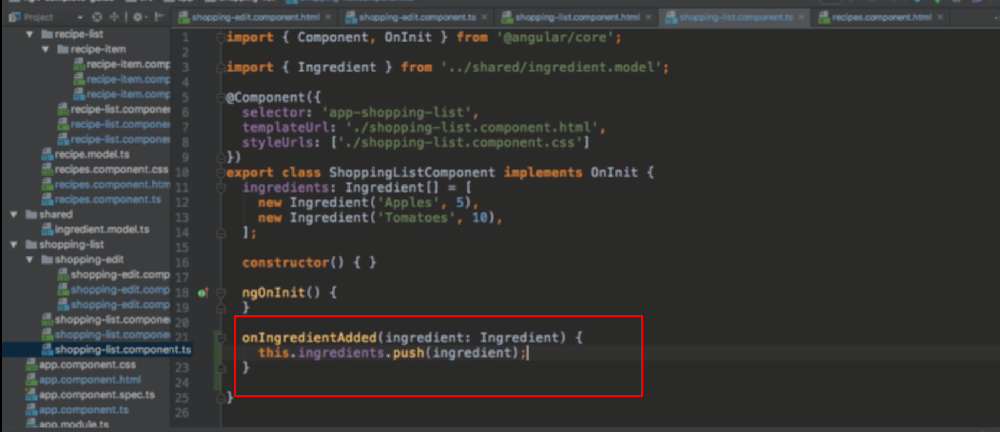 Project
shopping-edit.component.html
shopping-edit.component.ts
shopping-list.component.html
shopping-list.component.ts
recipes.component.html
recipe-list
recipe-item
recipe-item.comp
recipe-item.comp
recipe-item.comp
recipe-list.compone
recipe-list.compone
recipe-list.compone
recipe.model.ts
recipes.component.css
recipes.component.htm
recipes.component.ts
shared
ingredient.model.ts
shopping-list
shopping-edit
shopping-edit.comp
shopping-edit.comp
shopping-edit.comp
shopping-list.compone
shopping-list.compone
shopping-list.component.ts
app.component.css
app.component.html
app.component.spec.ts
app.component.ts
app.module.ts
1 import { Component, OnInit } from '@angular/core';
2
3 import { Ingredient } from '../shared/ingredient.model';
4
5 @Component({
6 selector: 'app-shopping-list',
7 templateUrl: './shopping-list.component.html',
8 styleUrls: ['./shopping-list.component.css']
9 })
10 export class ShoppingListComponent implements OnInit {
11 ingredients: Ingredient[] = [
12 new Ingredient('Apples', 5),
13 new Ingredient('Tomatoes', 10),
14 ];
15
16 constructor() { }
17
18 ngOnInit() {
19 }
20
21 onIngredientAdded(ingredient: Ingredient) {
this.ingredients.push(ingredient);
23 }
24
25 }
26